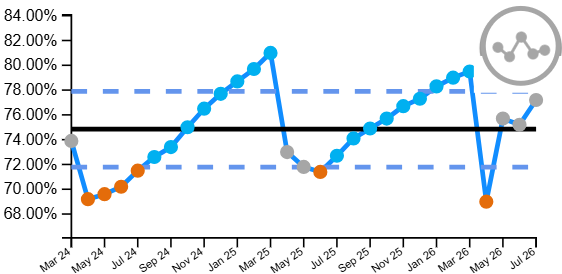 84.00%
82.00%
80.00%
78.00%
76.00%
74.00%
72.00%
70.00%
68.00%
Mar 24
May 24
Jul 24
Sep 24
Nov 24
Jan 25
Mar 25
May 25
Jul 25
Sep 25
Nov 25
Jan 26
Mar 26
May 26
Jul 26